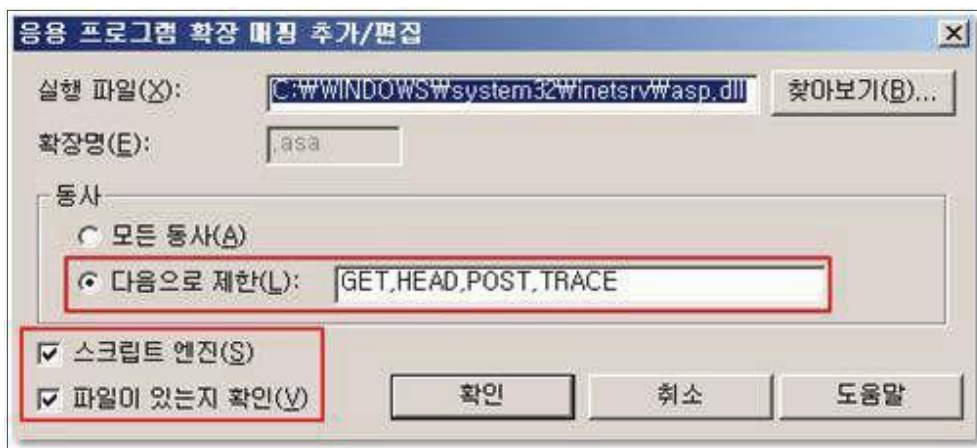 응용 프로그램 확장 매핑 추가/편집
실행 파일(X): C:₩WINDOWS₩system32₩inetsrv₩asp.dll 찾아보기(B)...
확장명(E): .asa
동사
모든 동사(A)
다음으로 제한(L): GET,HEAD,POST,TRACE
스크립트 엔진(S)
파일이 있는지 확인(V)
확인 취소 도움말